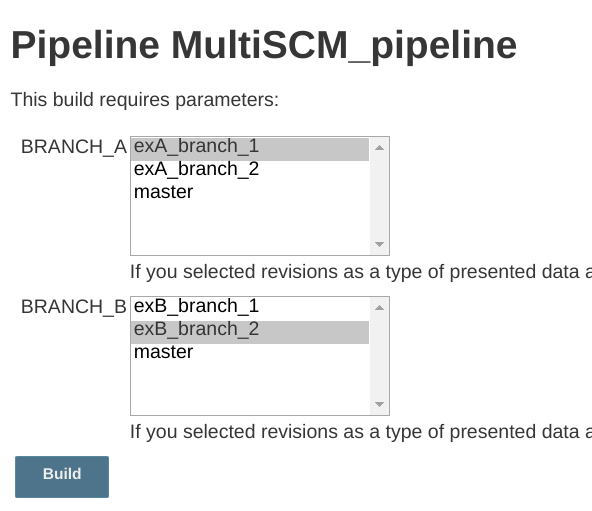 Pipeline MultiSCM_pipeline
This build requires parameters:
BRANCH_A
exA_branch_1
exA_branch_2
master
If you selected revisions as a type of presented data a
BRANCH_B
exB_branch_1
exB_branch_2
master
If you selected revisions as a type of presented data a
Build